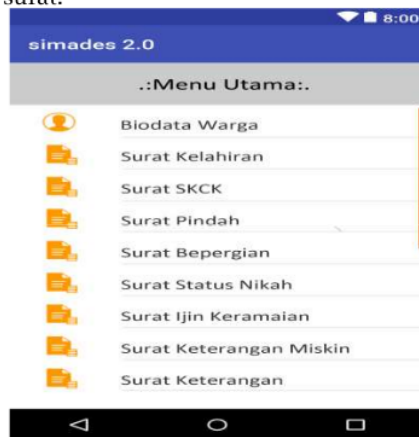 surat.
8:00
simades 2.0
.:Menu Utama:.
Biodata Warga
Surat Kelahiran
Surat SKCK
Surat Pindah
Surat Bepergian
Surat Status Nikah
Surat Ijin Keramaian
Surat Keterangan Miskin
Surat Keterangan